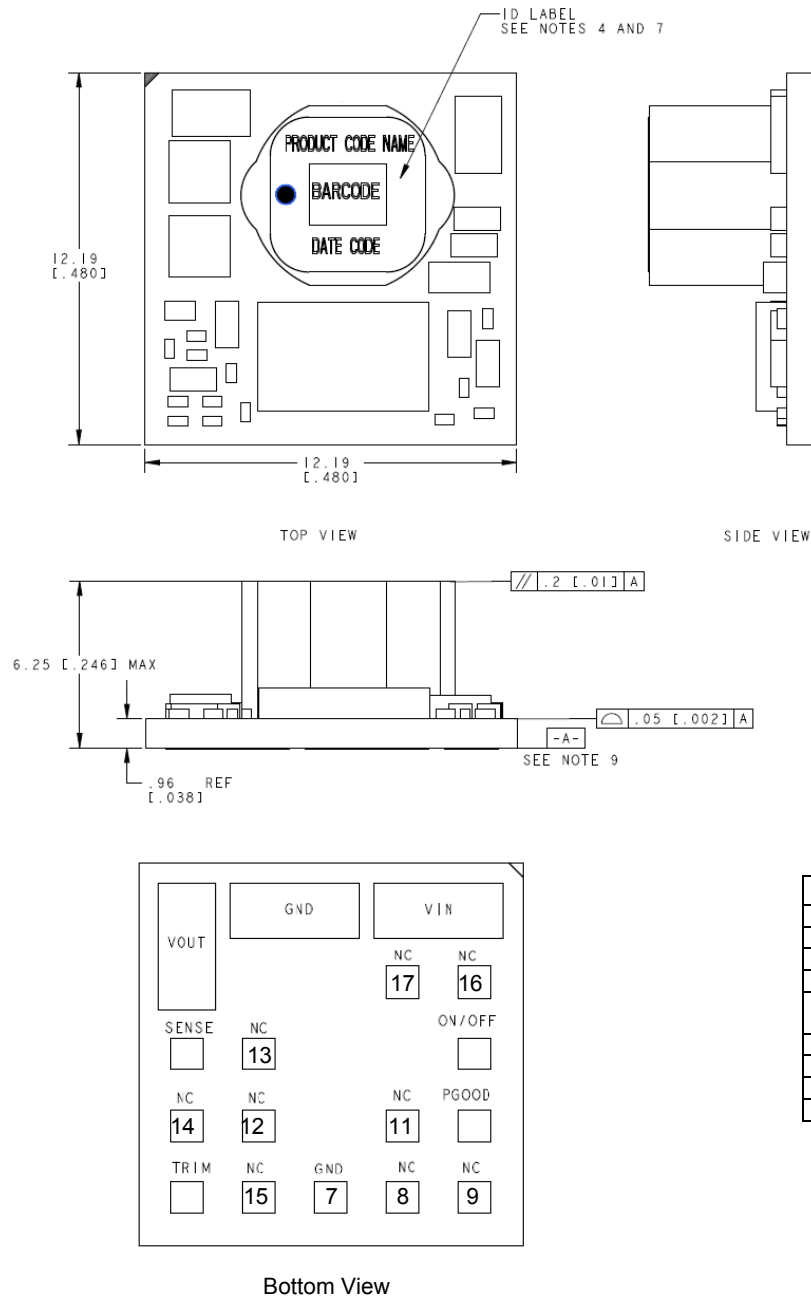 ID LABEL
SEE NOTES 4 AND 7
PRODUCT CODE NAME
BARCODE
DATE CODE
12.19
[.480]
12.19
[.480]
TOP VIEW
SIDE VIEW
// .2 [.01] A
6.25 [.246] MAX
.05 [.002] A
-A-
SEE NOTE 9
.96 REF
[.038]
VOUT
GND
VIN
NC
NC
17
16
SENSE
NC
ON/OFF
13
NC
NC
NC
PGOOD
14
12
11
TRIM
NC
GND
NC
NC
15
7
8
9
Bottom View